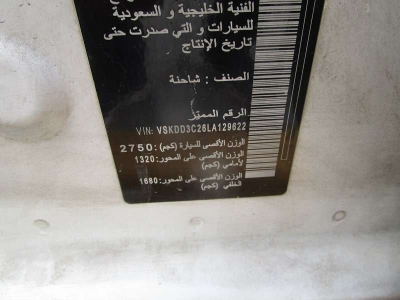 الفنية الخليجية و السعودية
للسيارات و التي صدرت حتى
تاريخ الإنتاج
الصنف : شاحنة
الرقم المميز
VIN: VSKDD3C26LA129622
الوزن الأقصى للسيارة (كجم): 2750
الوزن الأقصى على المحور: 1320
الأمامي (كجم)
الوزن الأقصى على المحور: 1680
الخلفي (كجم)